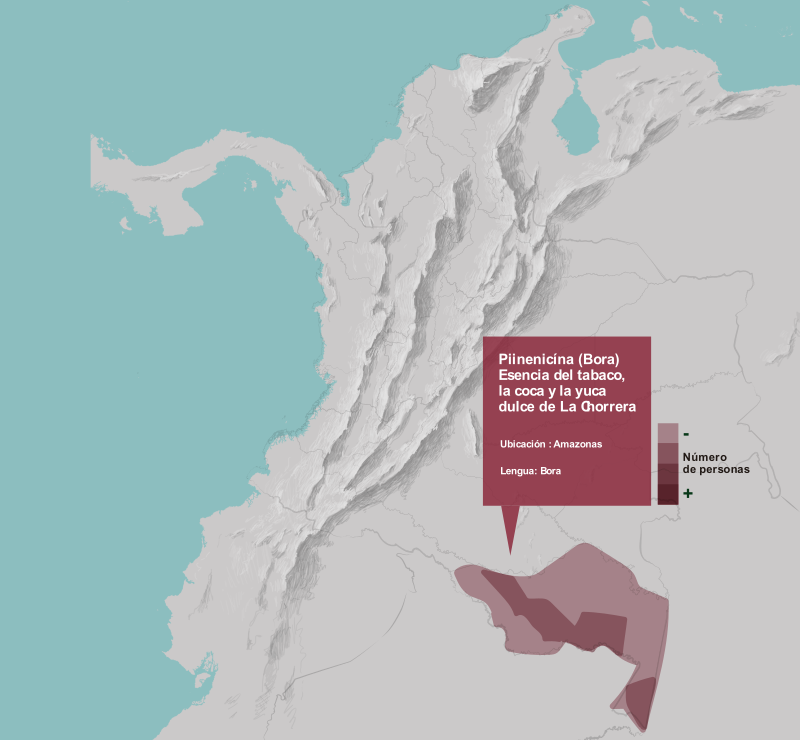 Piinenicína (Bora)
Esencia del tabaco,
la coca y la yuca
dulce de La Chorrera
Ubicación : Amazonas
Lengua: Bora
-
Número
de personas
+